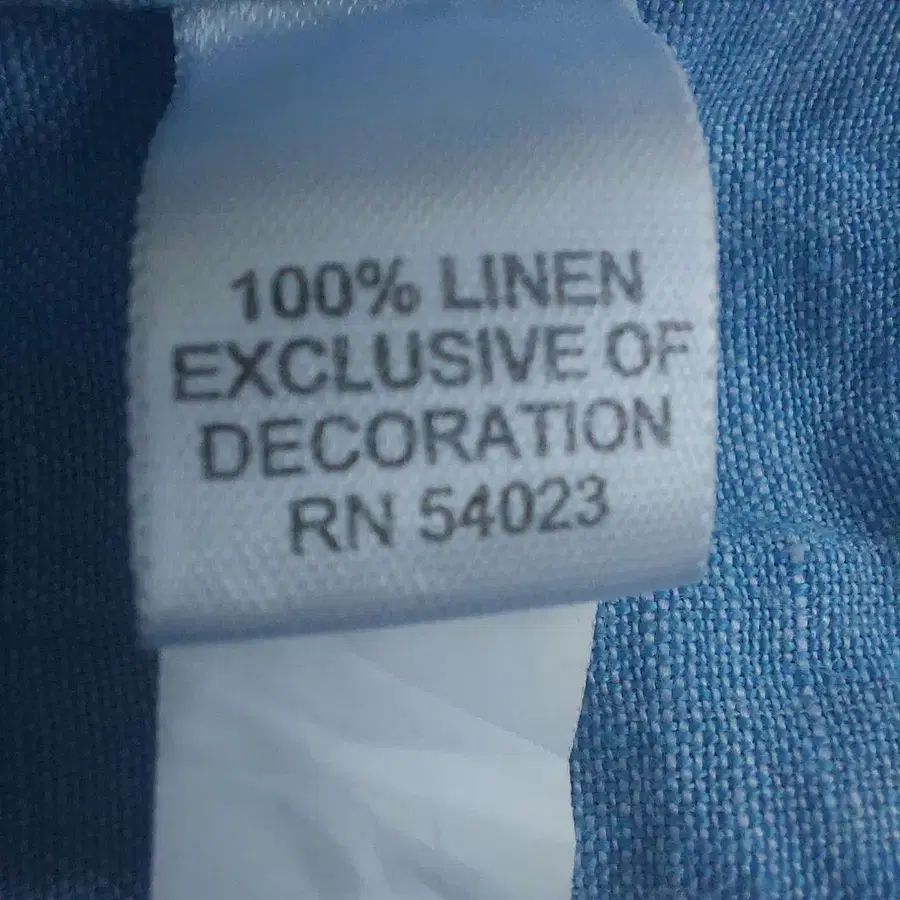 100% LINEN
EXCLUSIVE OF
DECORATION
RN 54023